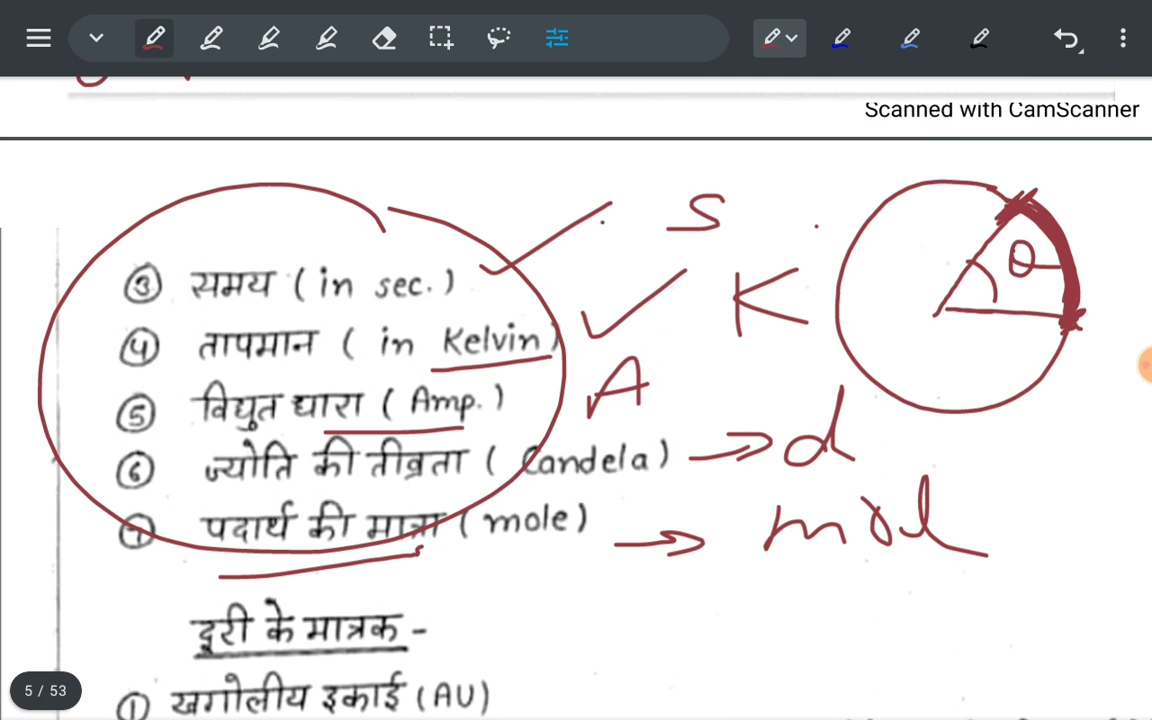 Scanned with CamScanner
S
③ समय (in sec.)
④ तापमान ( in Kelvin)
K
θ
⑤ विद्युत धारा ( Amp. )
A
⑥ ज्योति की तीव्रता ( Candela )
d
⑦ पदार्थ की मात्रा ( mole)
mol
दूरी के मात्रक -
① खगोलीय इकाई (AU)
5 / 53